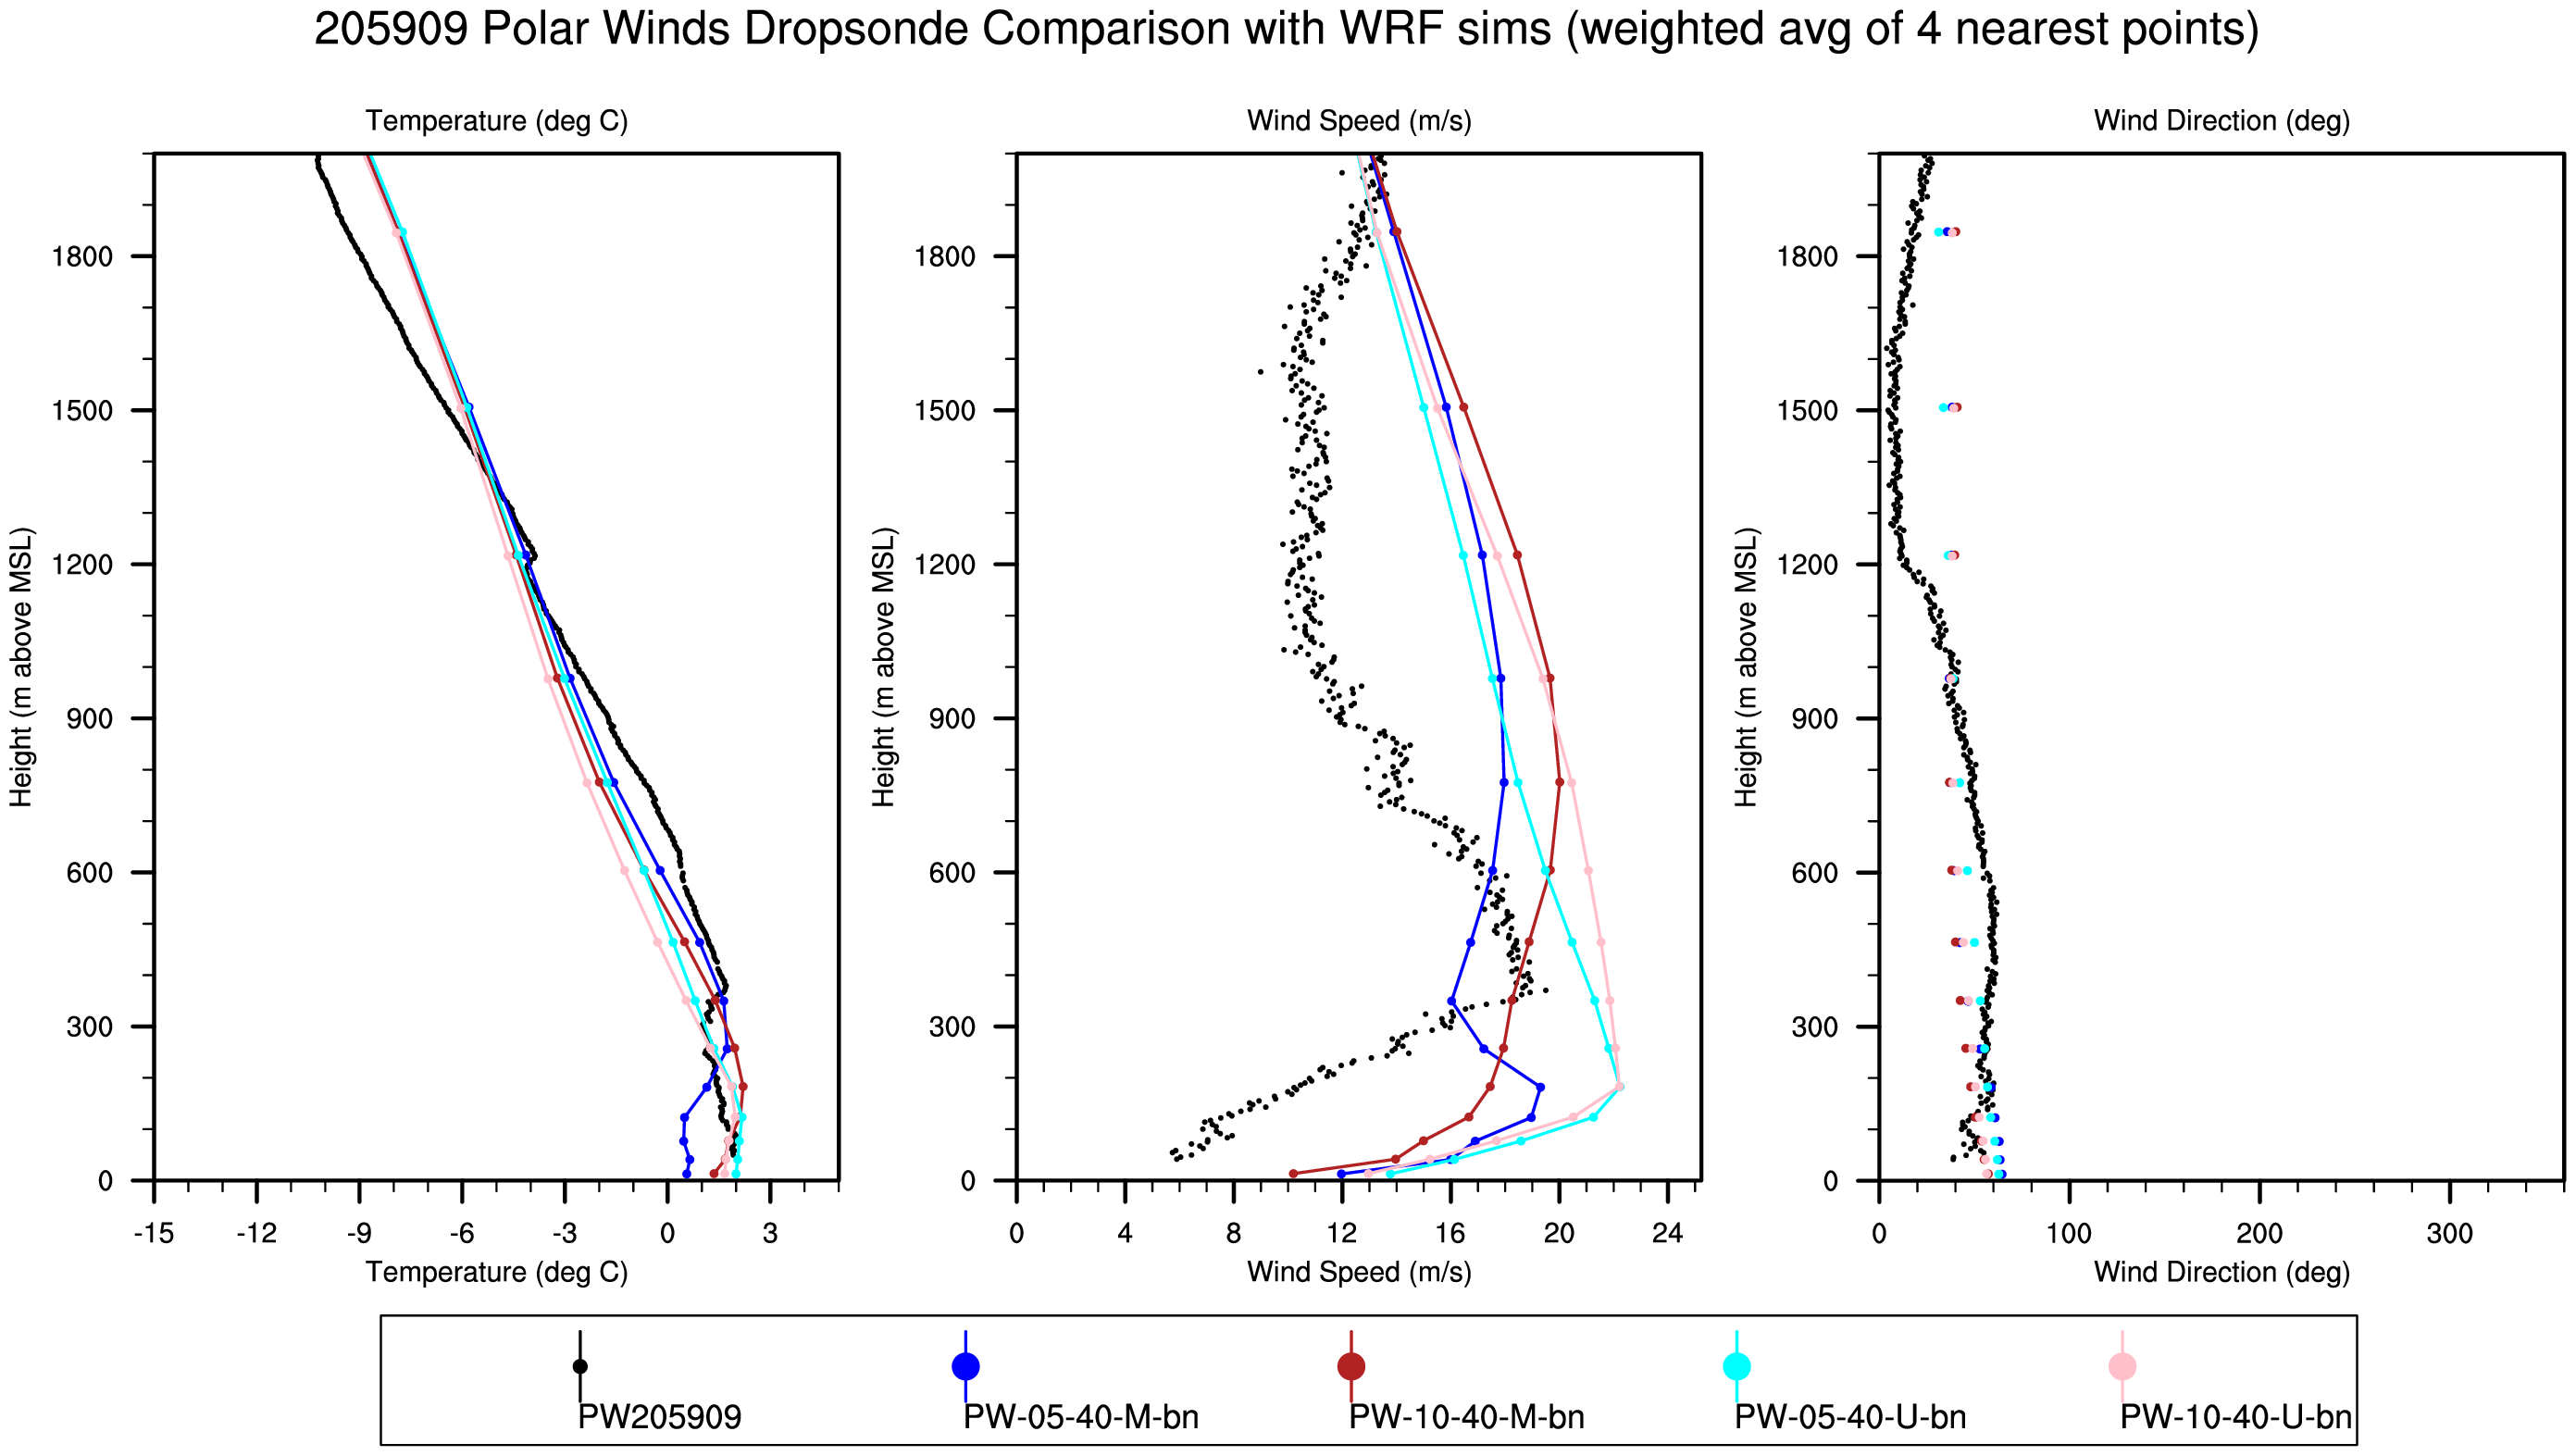 205909 Polar Winds Dropsonde Comparison with WRF sims (weighted avg of 4 nearest points)
Temperature (deg C)
Wind Speed (m/s)
Wind Direction (deg)
1800
1500
1200
900
600
300
0
Height (m above MSL)
-15 -12 -9 -6 -3 0 3
Temperature (deg C)
1800
1500
1200
900
600
300
0
Height (m above MSL)
0 4 8 12 16 20 24
Wind Speed (m/s)
1800
1500
1200
900
600
300
0
Height (m above MSL)
0 100 200 300
Wind Direction (deg)
PW205909 PW-05-40-M-bn PW-10-40-M-bn PW-05-40-U-bn PW-10-40-U-bn